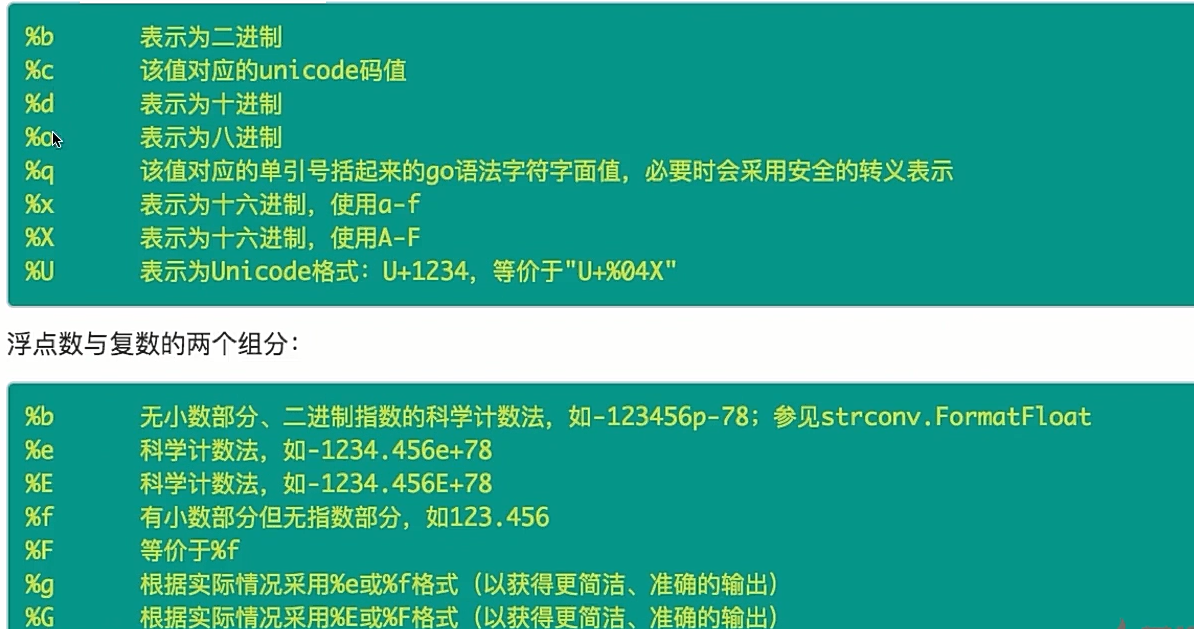 %b 表示为二进制
%c 该值对应的unicode码值
%d 表示为十进制
%o 表示为八进制
%q 该值对应的单引号括起来的go语法字符字面值，必要时会采用安全的转义表示
%x 表示为十六进制，使用a-f
%X 表示为十六进制，使用A-F
%U 表示为Unicode格式：U+1234，等价于"U+%04X"
浮点数与复数的两个组分：
%b 无小数部分、二进制指数的科学计数法，如-123456p-78；参见strconv.FormatFloat
%e 科学计数法，如-1234.456e+78
%E 科学计数法，如-1234.456E+78
%f 有小数部分但无指数部分，如123.456
%F 等价于%f
%g 根据实际情况采用%e或%f格式（以获得更简洁、准确的输出）
%G 根据实际情况采用%E或%F格式（以获得更简洁、准确的输出）